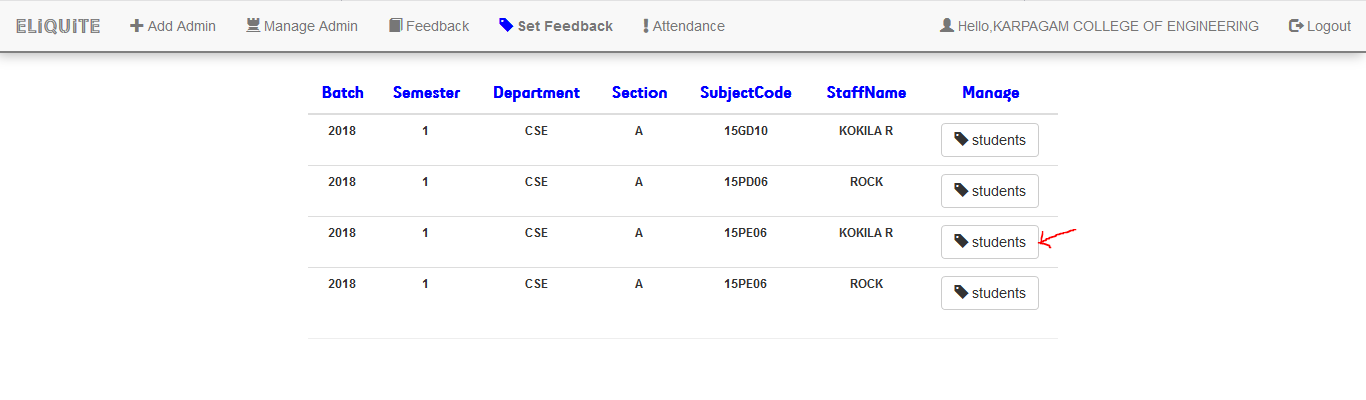 ELiQUiTE Add Admin Manage Admin Feedback Set Feedback Attendance Hello,KARPAGAM COLLEGE OF ENGINEERING Logout
Batch Semester Department Section SubjectCode StaffName Manage
2018 1 CSE A 15GD10 KOKILA R students
2018 1 CSE A 15PD06 ROCK students
2018 1 CSE A 15PE06 KOKILA R students
2018 1 CSE A 15PE06 ROCK students